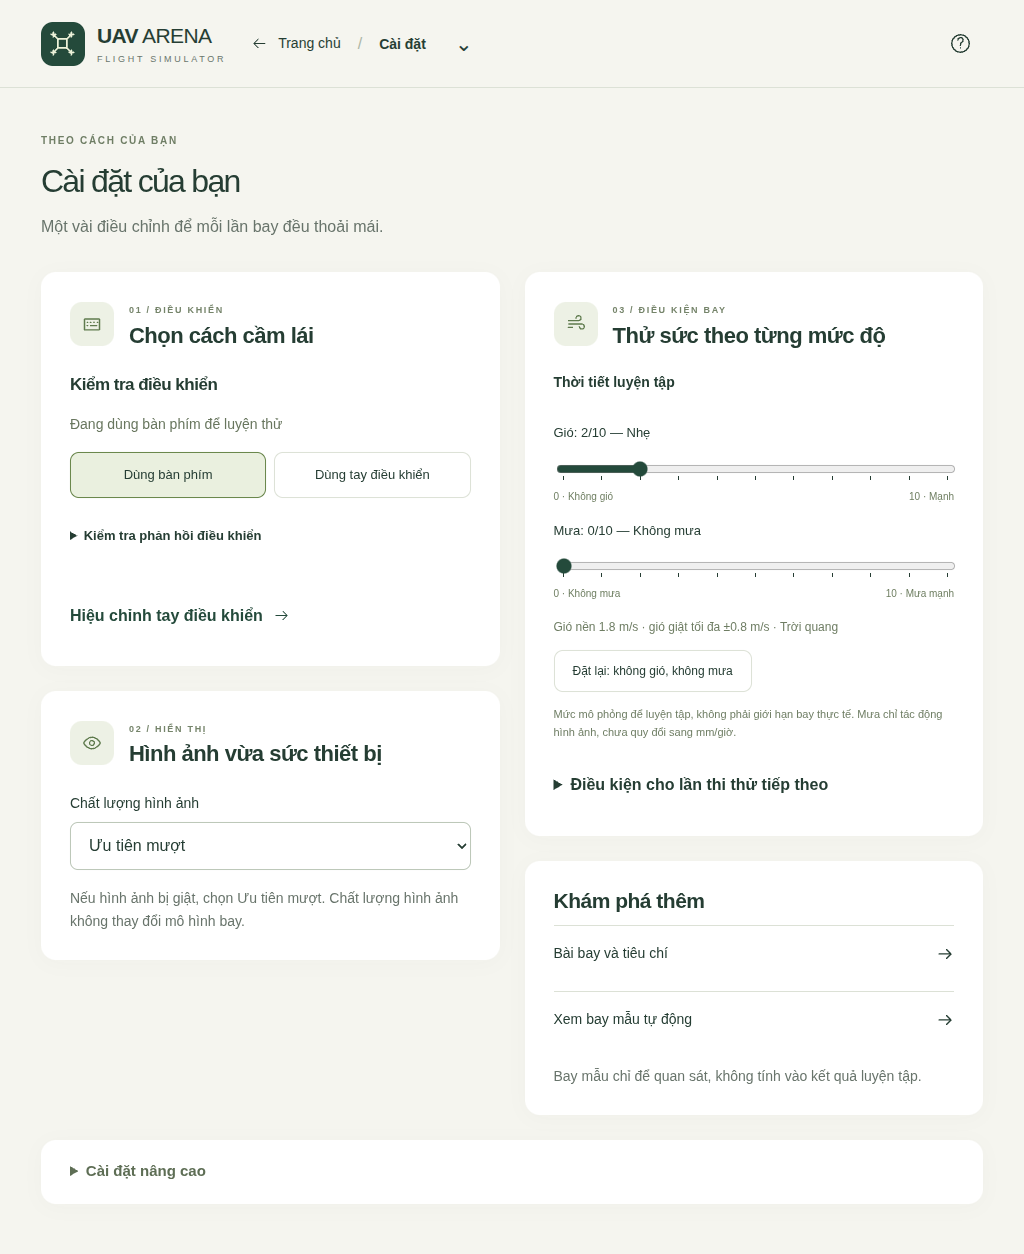 UAV ARENA
FLIGHT SIMULATOR
Trang chủ / Cài đặt
THEO CÁCH CỦA BẠN
Cài đặt của bạn
Một vài điều chỉnh để mỗi lần bay đều thoải mái.
01 / ĐIỀU KHIỂN
Chọn cách cầm lái
Kiểm tra điều khiển
Đang dùng bàn phím để luyện thử
Dùng bàn phím
Dùng tay điều khiển
Kiểm tra phản hồi điều khiển
Hiệu chỉnh tay điều khiển
02 / HIỂN THỊ
Hình ảnh vừa sức thiết bị
Chất lượng hình ảnh
Ưu tiên mượt
Nếu hình ảnh bị giật, chọn Ưu tiên mượt. Chất lượng hình ảnh
không thay đổi mô hình bay.
03 / ĐIỀU KIỆN BAY
Thử sức theo từng mức độ
Thời tiết luyện tập
Gió: 2/10 — Nhẹ
0 · Không gió
10 · Mạnh
Mưa: 0/10 — Không mưa
0 · Không mưa
10 · Mưa mạnh
Gió nền 1.8 m/s · gió giật tối đa ±0.8 m/s · Trời quang
Đặt lại: không gió, không mưa
Mức mô phỏng để luyện tập, không phải giới hạn bay thực tế. Mưa chỉ tác động
hình ảnh, chưa quy đổi sang mm/giờ.
Điều kiện cho lần thi thử tiếp theo
Khám phá thêm
Bài bay và tiêu chí
Xem bay mẫu tự động
Bay mẫu chỉ để quan sát, không tính vào kết quả luyện tập.
Cài đặt nâng cao